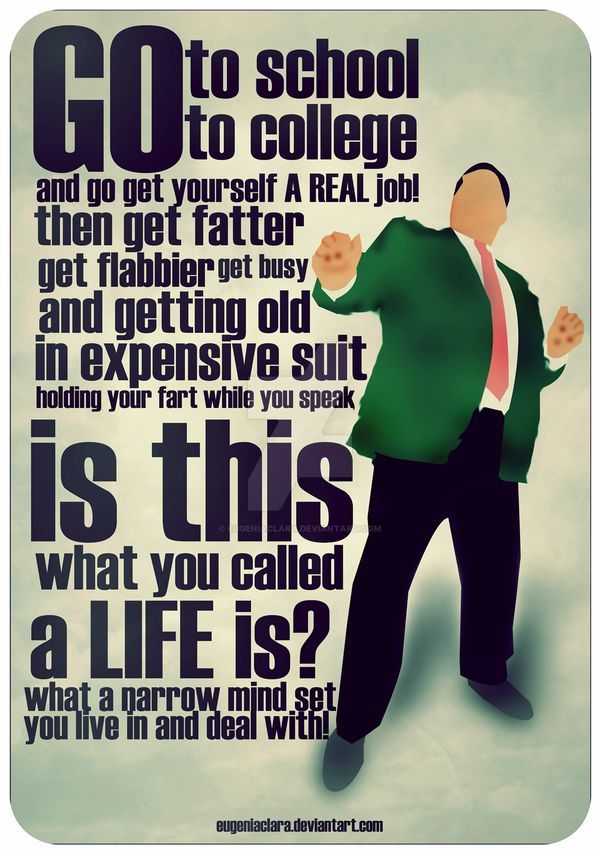 GO to school
to college
and go get yourself A REAL job!
then get fatter
get flabbier get busy
and getting old
in expensive suit
holding your fart while you speak
is this
© EUGENIACLARA.DEVIANTART.COM
what you called
a LIFE is?
what a narrow mind set
you live in and deal with!
eugeniaclara.deviantart.com